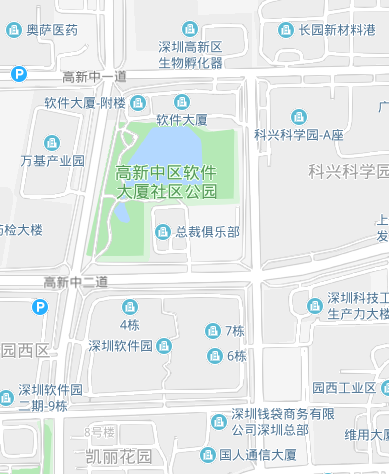 奥萨医药
长园新材料港
深圳高新区
生物孵化器
P
高新中一道
软件大厦-附楼
软件大厦
广
科兴科学园-A座
万基产业园
高新中区软件
大厦社区公园
科兴科学园
药检大楼
总裁俱乐部
上
发
高新中二道
P
深圳科技工
生产力大楼
4栋
7栋
深圳软件园
6栋
园西区
园西工业区
深圳软件园
二期-9栋
深圳钱袋商务有限
公司深圳总部
8号楼
维用大厦
凯丽花园
国人通信大厦